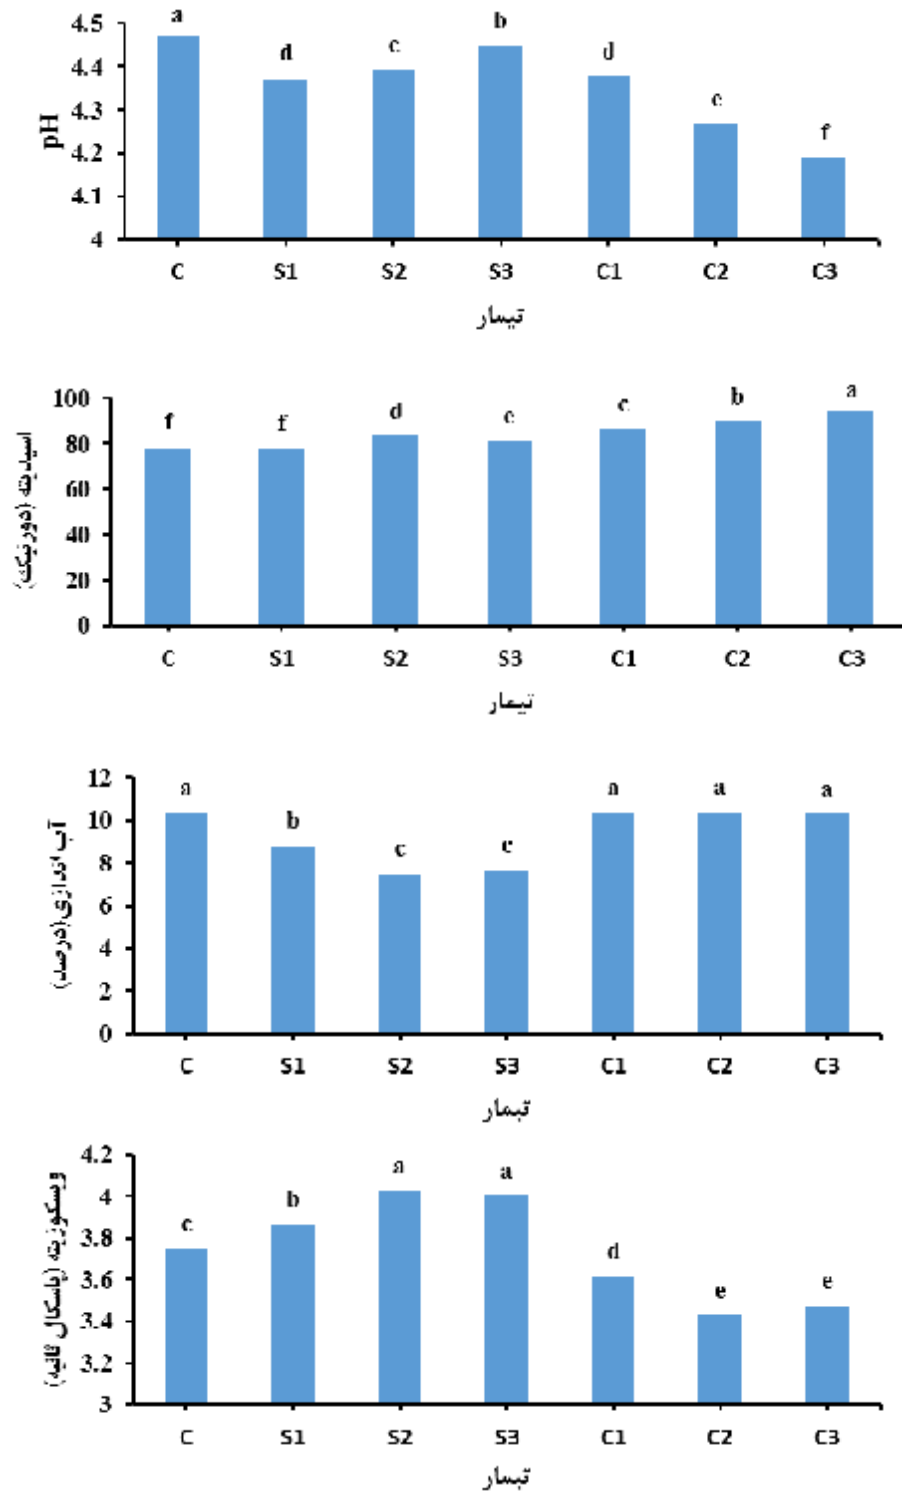 4.5
4.4
4.3
4.2
4.1
4
pH
a
d
c
b
d
e
f
C S1 S2 S3 C1 C2 C3
تیمار
100
80
60
40
20
0
اسیدیته (دورنیک)
f
f
d
e
c
b
a
C S1 S2 S3 C1 C2 C3
تیمار
12
10
8
6
4
2
0
آب اندازی(درصد)
a
b
c
c
a
a
a
C S1 S2 S3 C1 C2 C3
تیمار
4.2
4
3.8
3.6
3.4
3.2
3
ویسکوزیته (پاسکال ثانیه)
c
b
a
a
d
e
e
C S1 S2 S3 C1 C2 C3
تیمار